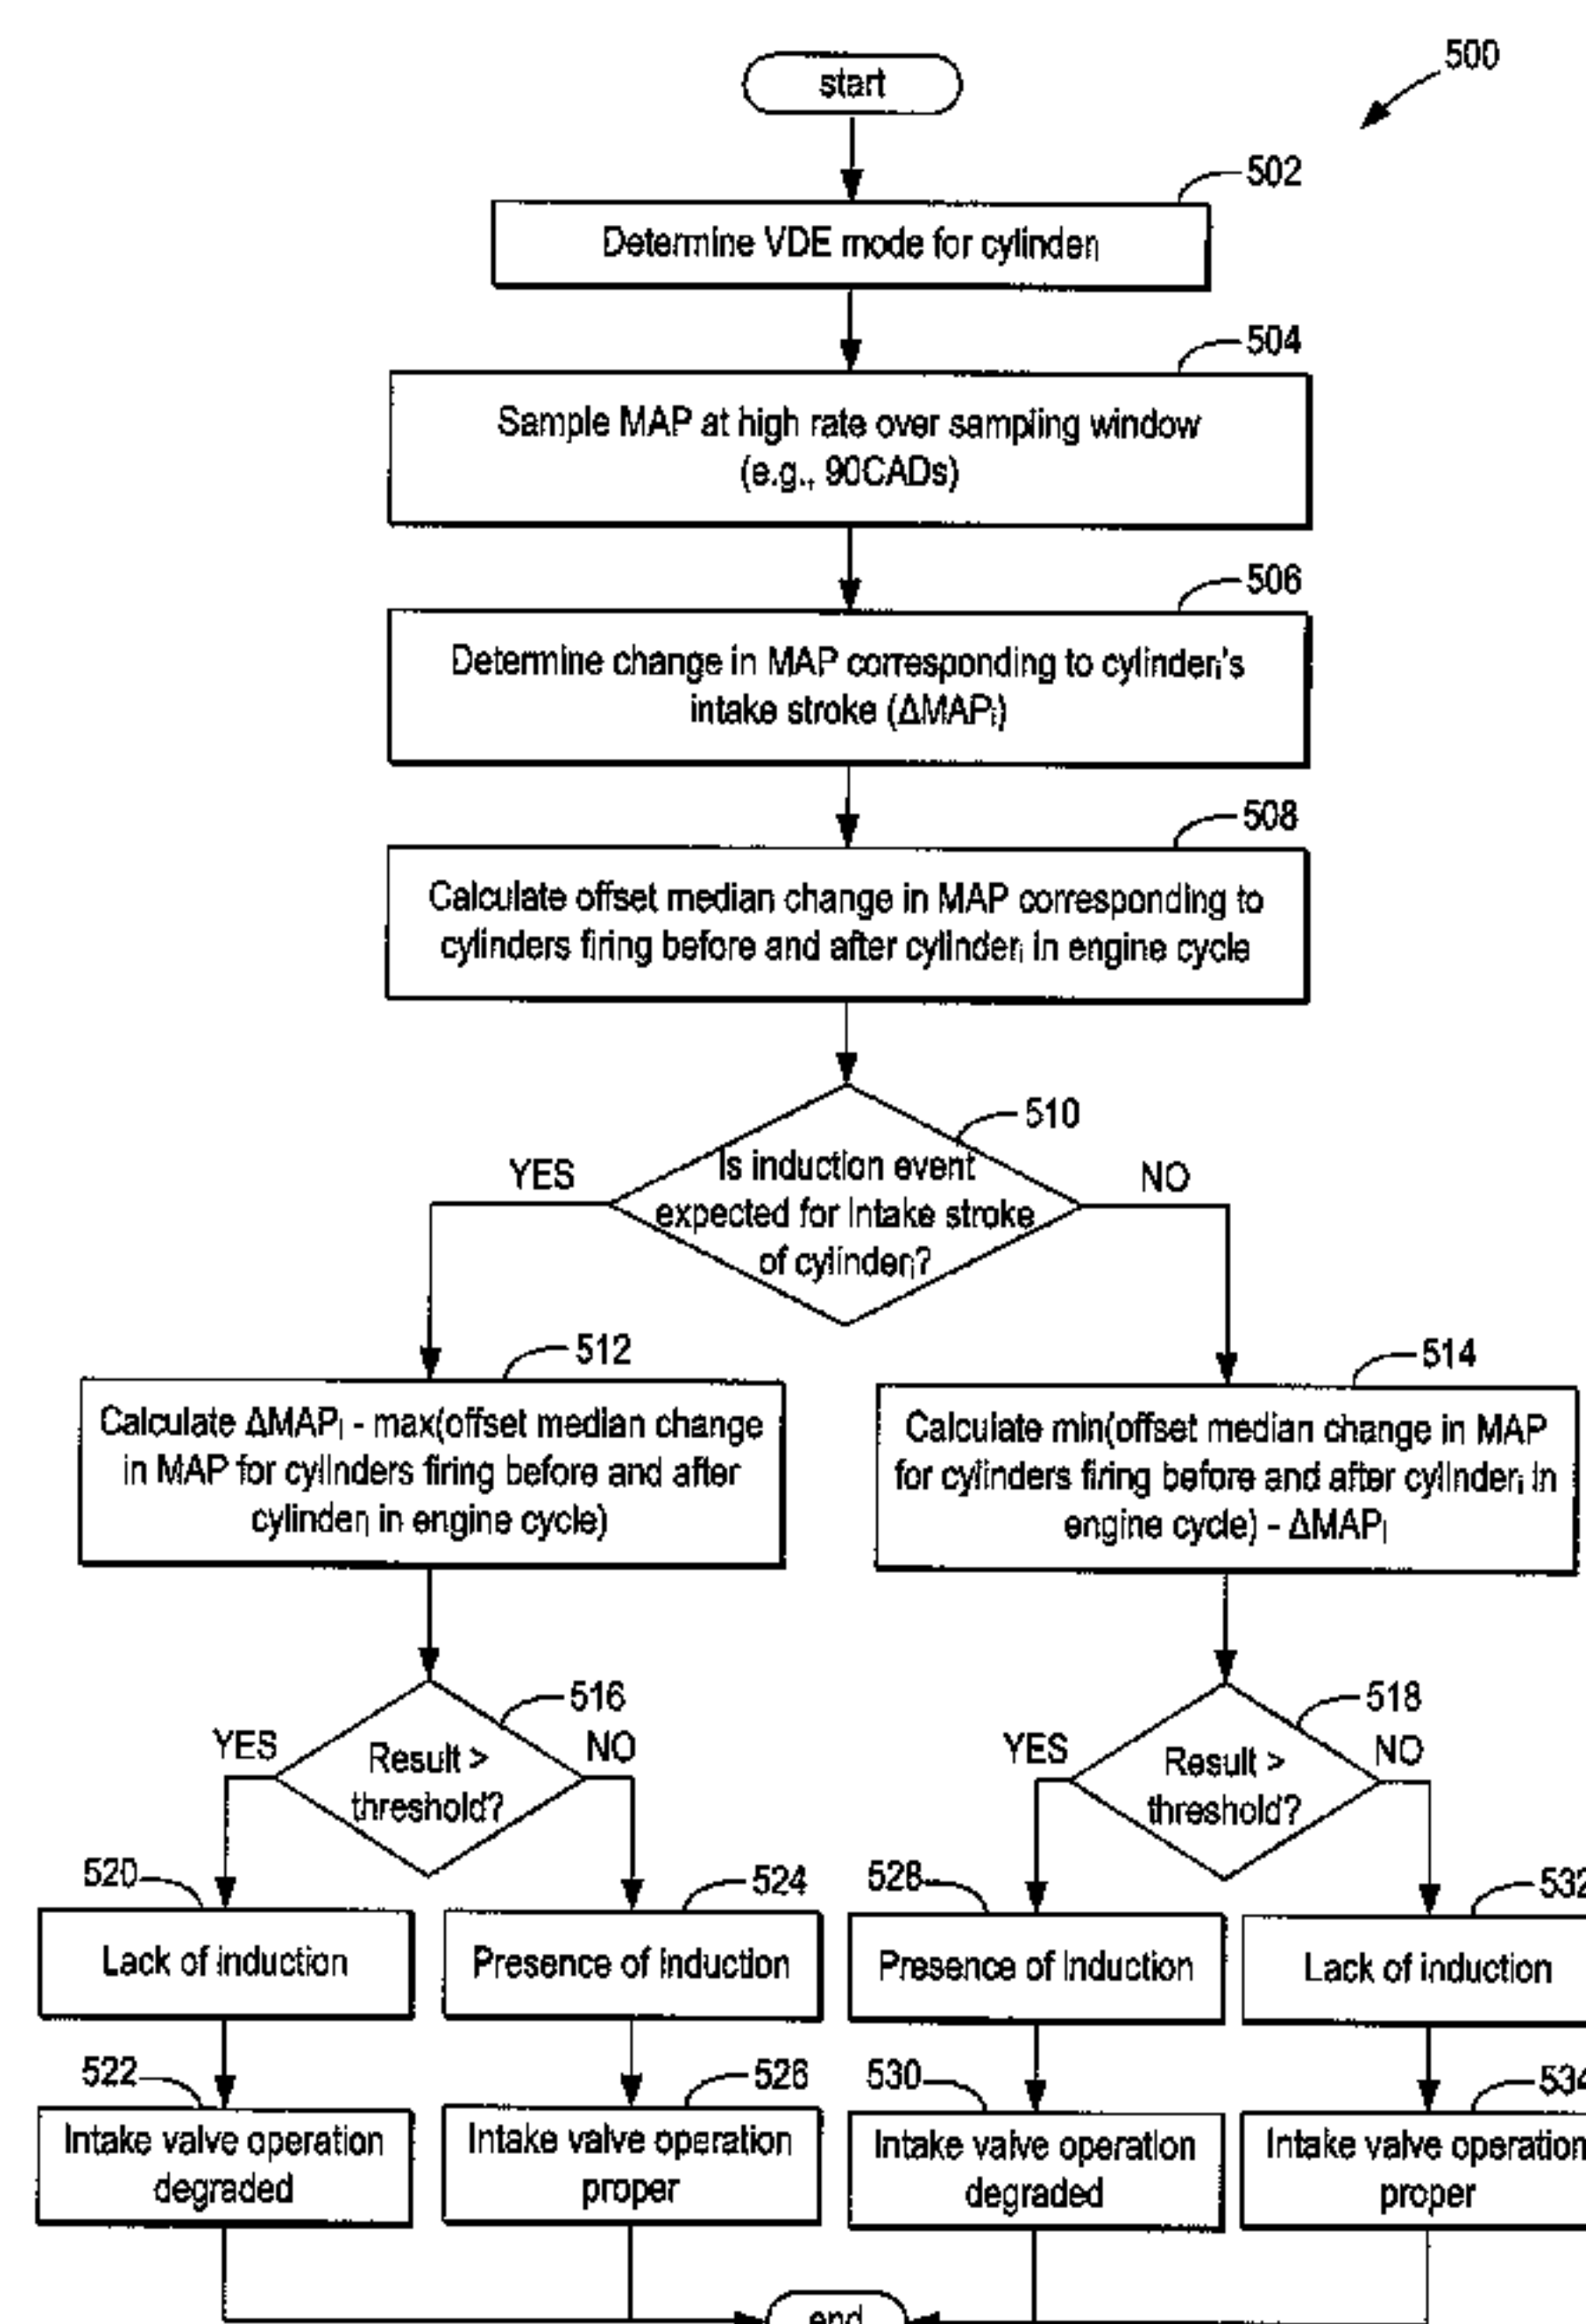 500
start
502
Determine VDE mode for cylinderᵢ
504
Sample MAP at high rate over sampling window
(e.g., 90CADs)
506
Determine change in MAP corresponding to cylinderᵢ's
intake stroke (ΔMAPᵢ)
508
Calculate offset median change in MAP corresponding to
cylinders firing before and after cylinderᵢ in engine cycle
510
Is induction event
expected for intake stroke
of cylinderᵢ?
YES
NO
512
Calculate ΔMAPᵢ - max(offset median change
in MAP for cylinders firing before and after
cylinderᵢ in engine cycle)
514
Calculate min(offset median change in MAP
for cylinders firing before and after cylinderᵢ in
engine cycle) - ΔMAPᵢ
516
YES
Result >
threshold?
NO
518
YES
Result >
threshold?
NO
520
Lack of induction
524
Presence of induction
528
Presence of induction
532
Lack of induction
522
Intake valve operation
degraded
526
Intake valve operation
proper
530
Intake valve operation
degraded
534
Intake valve operation
proper
end